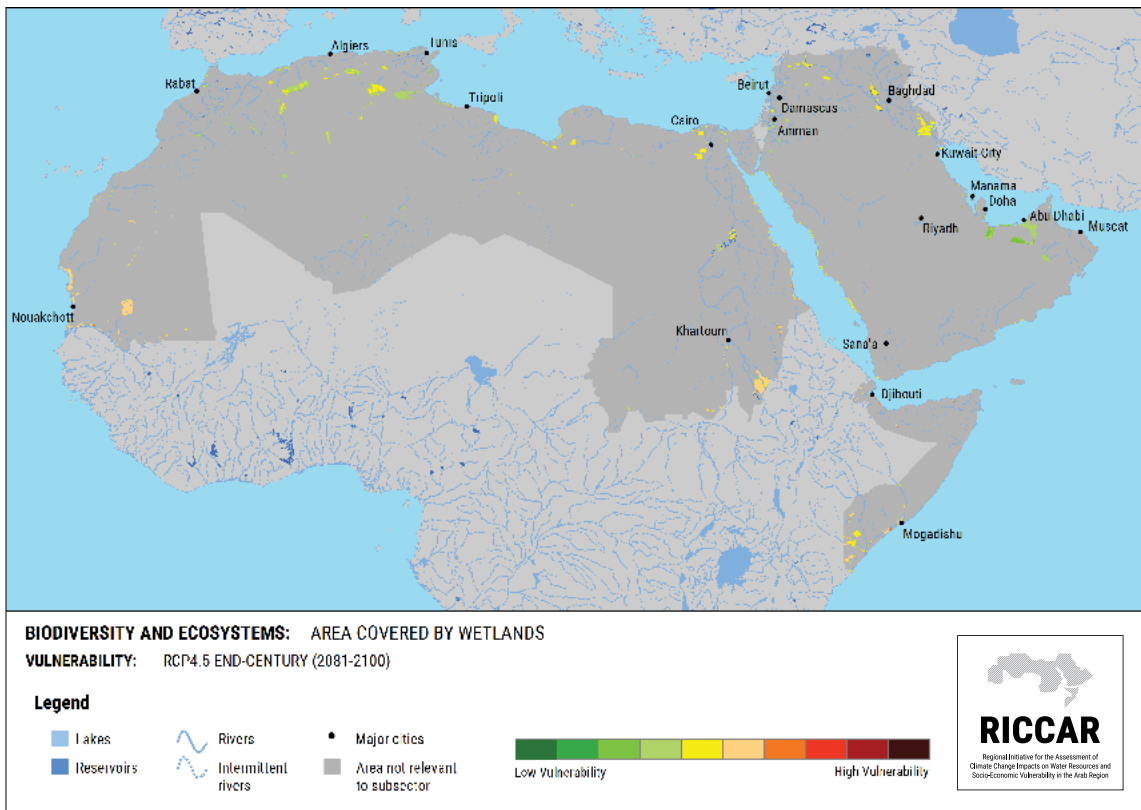 Algiers
Tunis
Rabat
Tripoli
Beirut
Damascus
Amman
Baghdad
Cairo
Kuwait City
Manama
Doha
Abu Dhabi
Muscat
Riyadh
Nouakchott
Khartoum
Sana'a
Djibouti
Mogadishu
BIODIVERSITY AND ECOSYSTEMS: AREA COVERED BY WETLANDS
VULNERABILITY: RCP4.5 END-CENTURY (2081-2100)
Legend
Lakes
Reservoirs
Rivers
Intermittent
rivers
Major cities
Area not relevant
to subsector
Low Vulnerability
High Vulnerability
RICCAR
Regional Initiative for the Assessment of
Climate Change Impacts on Water Resources and
Socio-Economic Vulnerability in the Arab Region